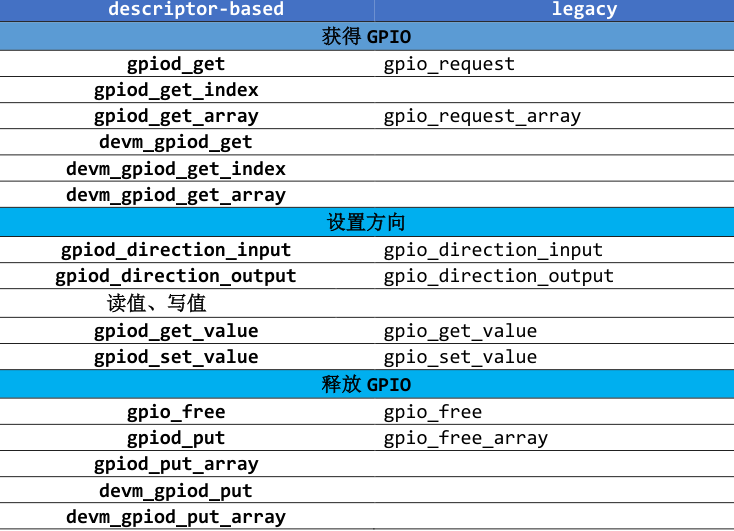 descriptor-based legacy
获得 GPIO
gpiod_get gpio_request
gpiod_get_index
gpiod_get_array gpio_request_array
devm_gpiod_get
devm_gpiod_get_index
devm_gpiod_get_array
设置方向
gpiod_direction_input gpio_direction_input
gpiod_direction_output gpio_direction_output
读值、写值
gpiod_get_value gpio_get_value
gpiod_set_value gpio_set_value
释放 GPIO
gpio_free gpio_free
gpiod_put gpio_free_array
gpiod_put_array
devm_gpiod_put
devm_gpiod_put_array